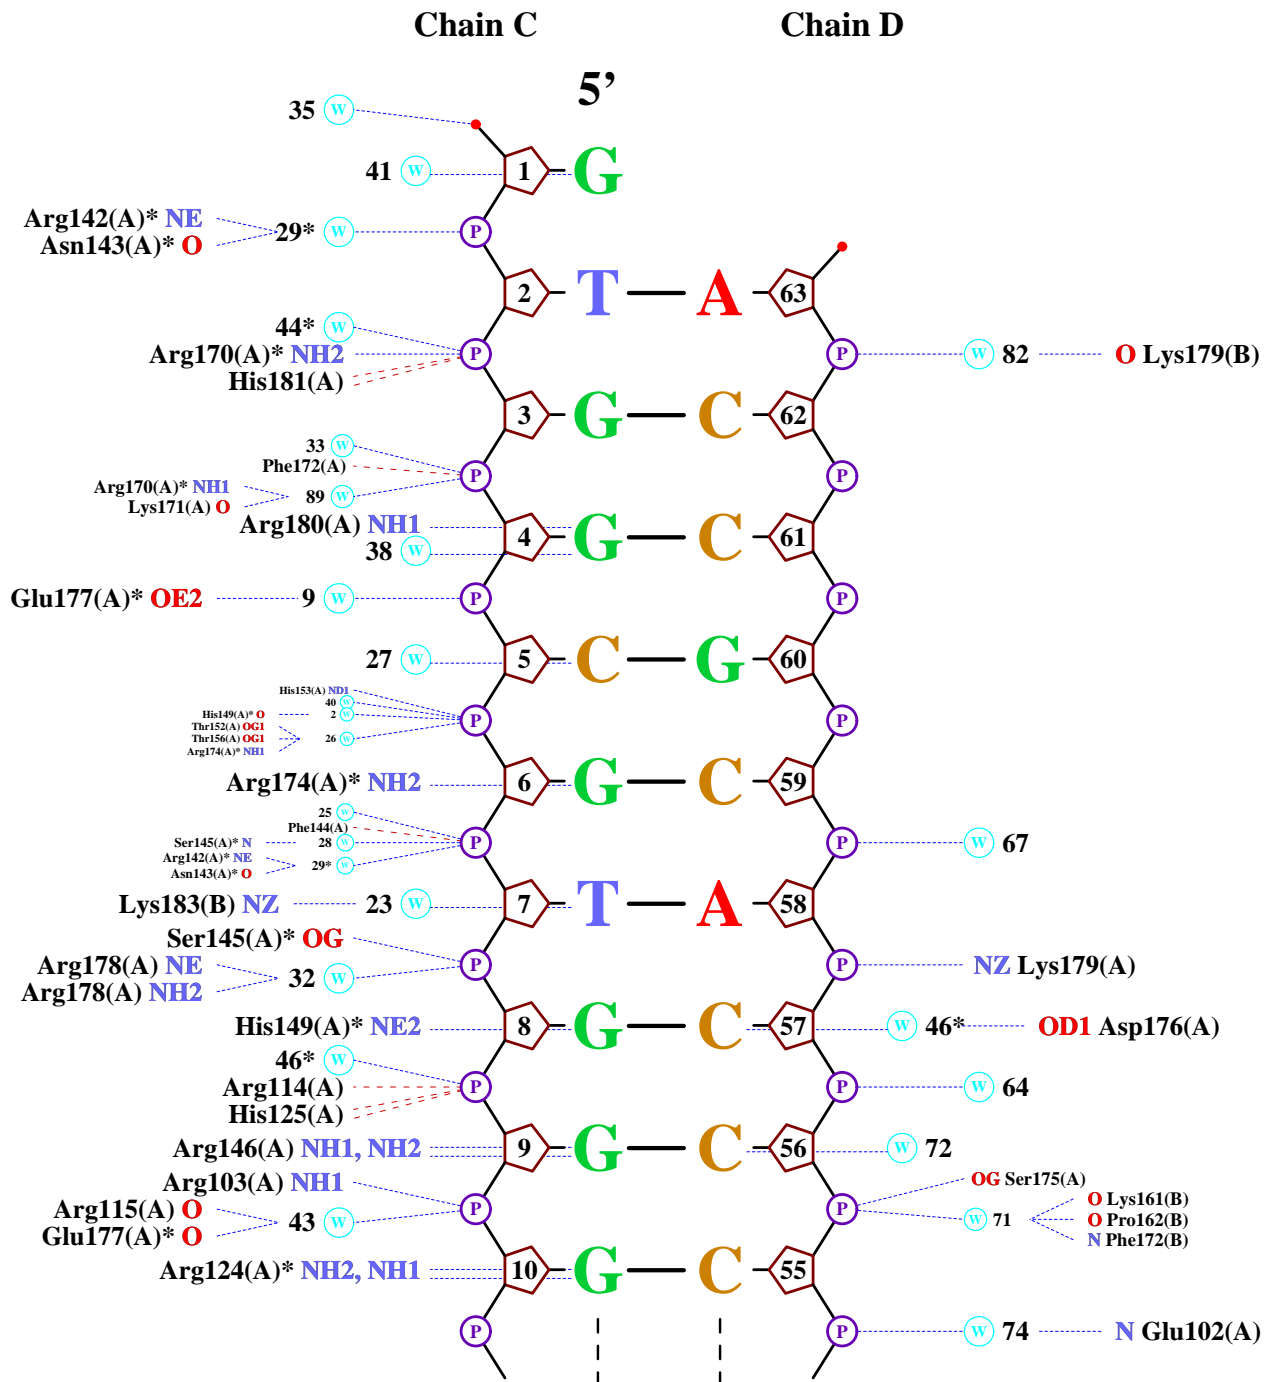 Chain C Chain D
5’
35 W
41 W 1 G
Arg142(A)* NE
29* W P
Asn143(A)* O
2 T A 63
44* W
Arg170(A)* NH2 P P W 82 O Lys179(B)
His181(A)
3 G C 62
33 W
Phe172(A) P P
Arg170(A)* NH1
89 W
Lys171(A) O
Arg180(A) NH1
4 G C 61
38 W
Glu177(A)* OE2 9 W P P
27 W 5 C G 60
His153(A) ND1
40 W
His149(A)* O 2 W P P
Thr152(A) OG1
Thr156(A) OG1 26 W
Arg174(A)* NH1
Arg174(A)* NH2 6 G C 59
25 W
Phe144(A)
Ser145(A)* N 28 W P P W 67
Arg142(A)* NE
29* W
Asn143(A)* O
Lys183(B) NZ 23 W 7 T A 58
Ser145(A)* OG
Arg178(A) NE P P NZ Lys179(A)
32 W
Arg178(A) NH2
His149(A)* NE2 8 G C 57 W 46* OD1 Asp176(A)
46* W
Arg114(A) P P W 64
His125(A)
Arg146(A) NH1, NH2 9 G C 56 W 72
Arg103(A) NH1 OG Ser175(A)
Arg115(A) O P P O Lys161(B)
43 W W 71 O Pro162(B)
Glu177(A)* O N Phe172(B)
Arg124(A)* NH2, NH1 10 G C 55
P P W 74 N Glu102(A)